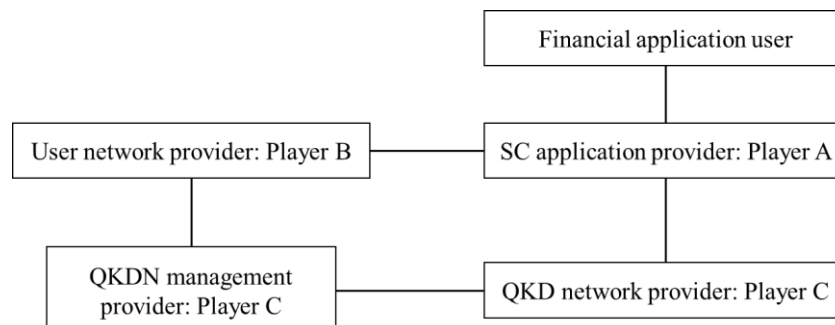 Financial application user
User network provider: Player B
SC application provider: Player A
QKDN management
provider: Player C
QKD network provider: Player C